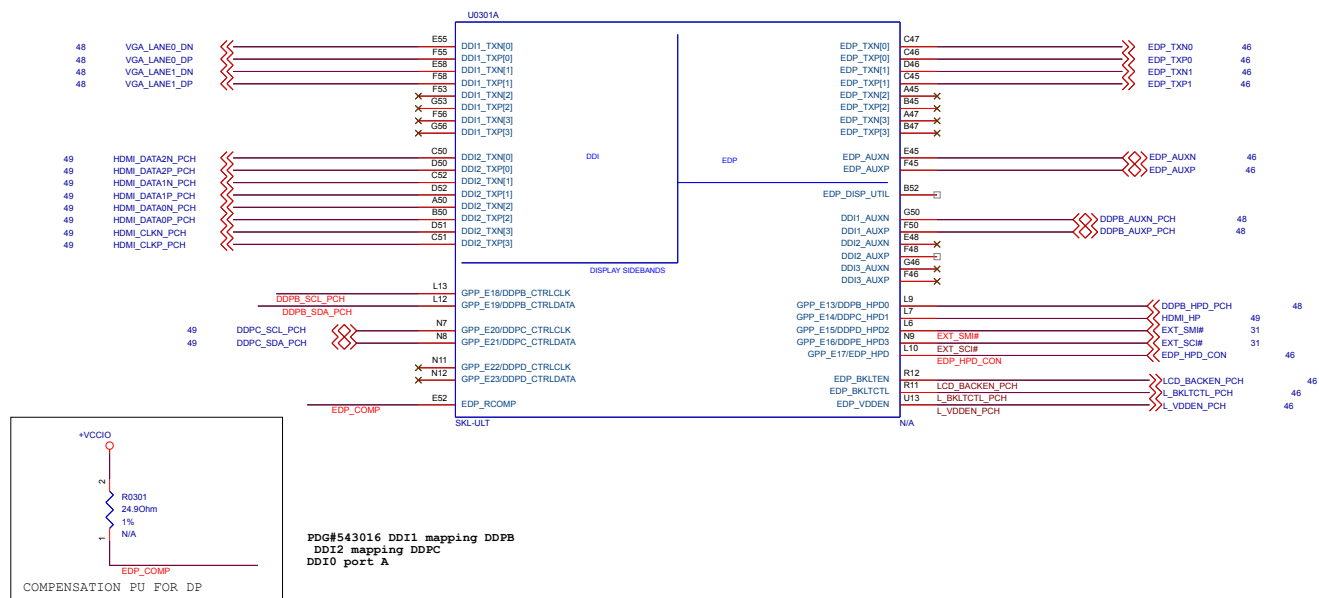 U0301A
48 VGA_LANE0_DN E55 DDI1_TXN[0]
48 VGA_LANE0_DP F55 DDI1_TXP[0]
48 VGA_LANE1_DN E58 DDI1_TXN[1]
48 VGA_LANE1_DP F58 DDI1_TXP[1]
F53 DDI1_TXN[2]
G53 DDI1_TXP[2]
F56 DDI1_TXN[3]
G56 DDI1_TXP[3]
49 HDMI_DATA2N_PCH C50 DDI2_TXN[0]
49 HDMI_DATA2P_PCH D50 DDI2_TXP[0]
49 HDMI_DATA1N_PCH C52 DDI2_TXN[1]
49 HDMI_DATA1P_PCH D52 DDI2_TXP[1]
49 HDMI_DATA0N_PCH A50 DDI2_TXN[2]
49 HDMI_DATA0P_PCH B50 DDI2_TXP[2]
49 HDMI_CLKN_PCH D51 DDI2_TXN[3]
49 HDMI_CLKP_PCH C51 DDI2_TXP[3]
DDPB_SCL_PCH L13 GPP_E18/DDPB_CTRLCLK
DDPB_SDA_PCH L12 GPP_E19/DDPB_CTRLDATA
49 DDPC_SCL_PCH N7 GPP_E20/DDPC_CTRLCLK
49 DDPC_SDA_PCH N8 GPP_E21/DDPC_CTRLDATA
N11 GPP_E22/DDPD_CTRLCLK
N12 GPP_E23/DDPD_CTRLDATA
EDP_COMP E52 EDP_RCOMP
DDI
EDP
DISPLAY SIDEBANDS
EDP_TXN[0] C47 EDP_TXN0 46
EDP_TXP[0] C46 EDP_TXP0 46
EDP_TXN[1] D46 EDP_TXN1 46
EDP_TXP[1] C45 EDP_TXP1 46
EDP_TXN[2] A45
EDP_TXP[2] B45
EDP_TXN[3] A47
EDP_TXP[3] B47
EDP_AUXN E45 EDP_AUXN 46
EDP_AUXP F45 EDP_AUXP 46
EDP_DISP_UTIL B52
DDI1_AUXN G50 DDPB_AUXN_PCH 48
DDI1_AUXP F50 DDPB_AUXP_PCH 48
DDI2_AUXN E48
DDI2_AUXP F48
DDI3_AUXN G46
DDI3_AUXP F46
GPP_E13/DDPB_HPD0 L9 DDPB_HPD_PCH 48
GPP_E14/DDPC_HPD1 L7 HDMI_HP 49
GPP_E15/DDPD_HPD2 L6 EXT_SMI# EXT_SMI# 31
GPP_E16/DDPE_HPD3 N9 EXT_SCI# EXT_SCI# 31
GPP_E17/EDP_HPD L10 EDP_HPD_CON EDP_HPD_CON 46
EDP_BKLTEN R12 LCD_BACKEN_PCH LCD_BACKEN_PCH 46
EDP_BKLTCTL R11 L_BKLTCTL_PCH L_BKLTCTL_PCH 46
EDP_VDDEN U13 L_VDDEN_PCH L_VDDEN_PCH 46
SKL-ULT
N/A
+VCCIO
2
R0301
24.9Ohm
1%
N/A
1
EDP_COMP
COMPENSATION PU FOR DP
PDG#543016 DDI1 mapping DDPB
DDI2 mapping DDPC
DDI0 port A